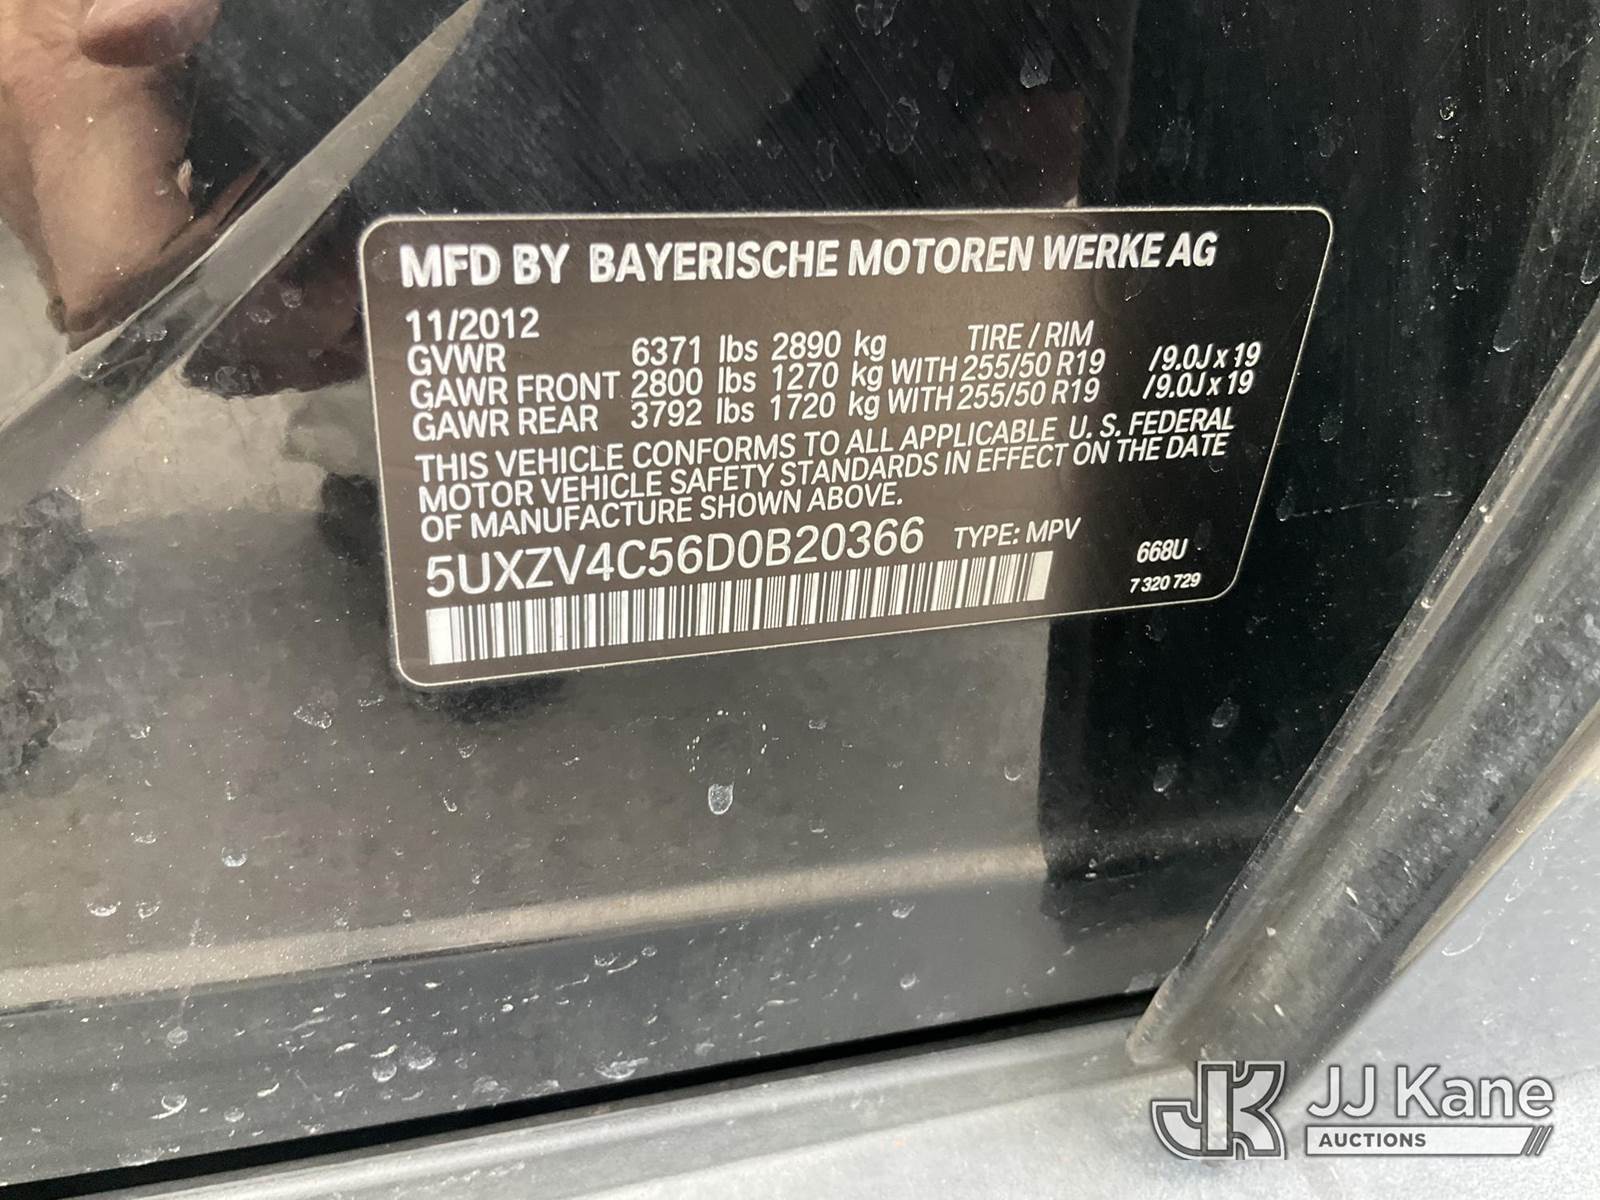 MFD BY BAYERISCHE MOTOREN WERKE AG
11/2012
TIRE / RIM
GVWR 6371 lbs 2890 kg
GAWR FRONT 2800 lbs 1270 kg WITH 255/50 R19 /9.0J x 19
GAWR REAR 3792 lbs 1720 kg WITH 255/50 R19 /9.0J x 19
THIS VEHICLE CONFORMS TO ALL APPLICABLE U. S. FEDERAL
MOTOR VEHICLE SAFETY STANDARDS IN EFFECT ON THE DATE
OF MANUFACTURE SHOWN ABOVE.
5UXZV4C56D0B20366 TYPE: MPV
668U
7 320 729
JK JJ Kane
AUCTIONS